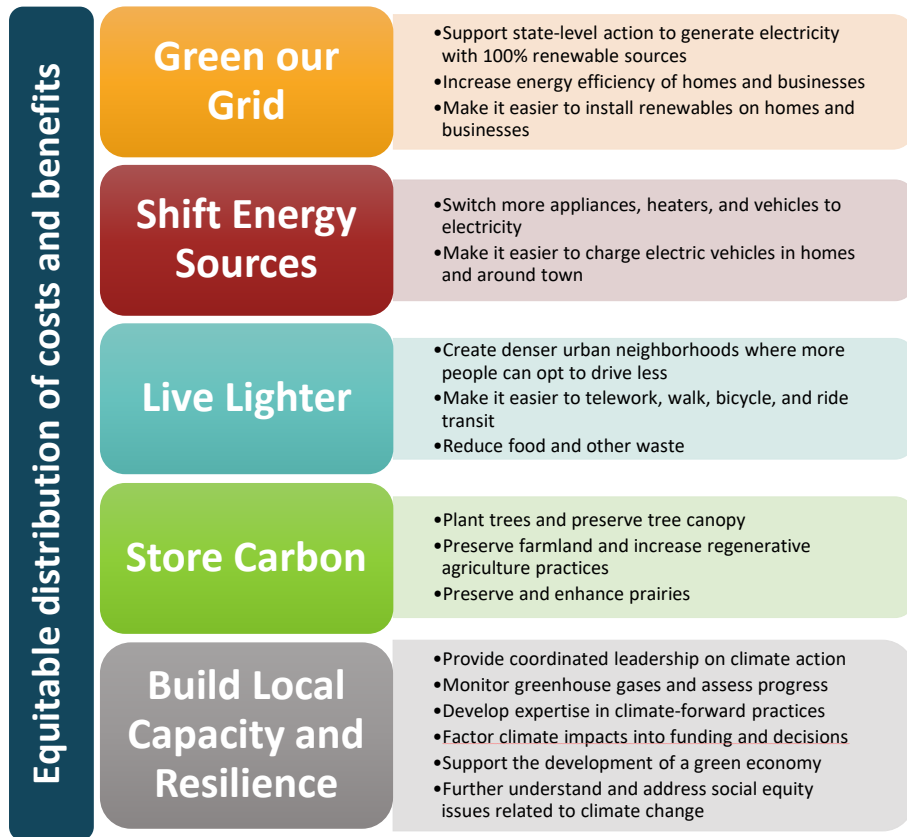 Equitable distribution of costs and benefits
Green our
Grid
•Support state-level action to generate electricity
with 100% renewable sources
•Increase energy efficiency of homes and businesses
•Make it easier to install renewables on homes and
businesses
Shift Energy
Sources
•Switch more appliances, heaters, and vehicles to
electricity
•Make it easier to charge electric vehicles in homes
and around town
Live Lighter
•Create denser urban neighborhoods where more
people can opt to drive less
•Make it easier to telework, walk, bicycle, and ride
transit
•Reduce food and other waste
Store Carbon
•Plant trees and preserve tree canopy
•Preserve farmland and increase regenerative
agriculture practices
•Preserve and enhance prairies
Build Local
Capacity and
Resilience
•Provide coordinated leadership on climate action
•Monitor greenhouse gases and assess progress
•Develop expertise in climate-forward practices
•Factor climate impacts into funding and decisions
•Support the development of a green economy
•Further understand and address social equity
issues related to climate change